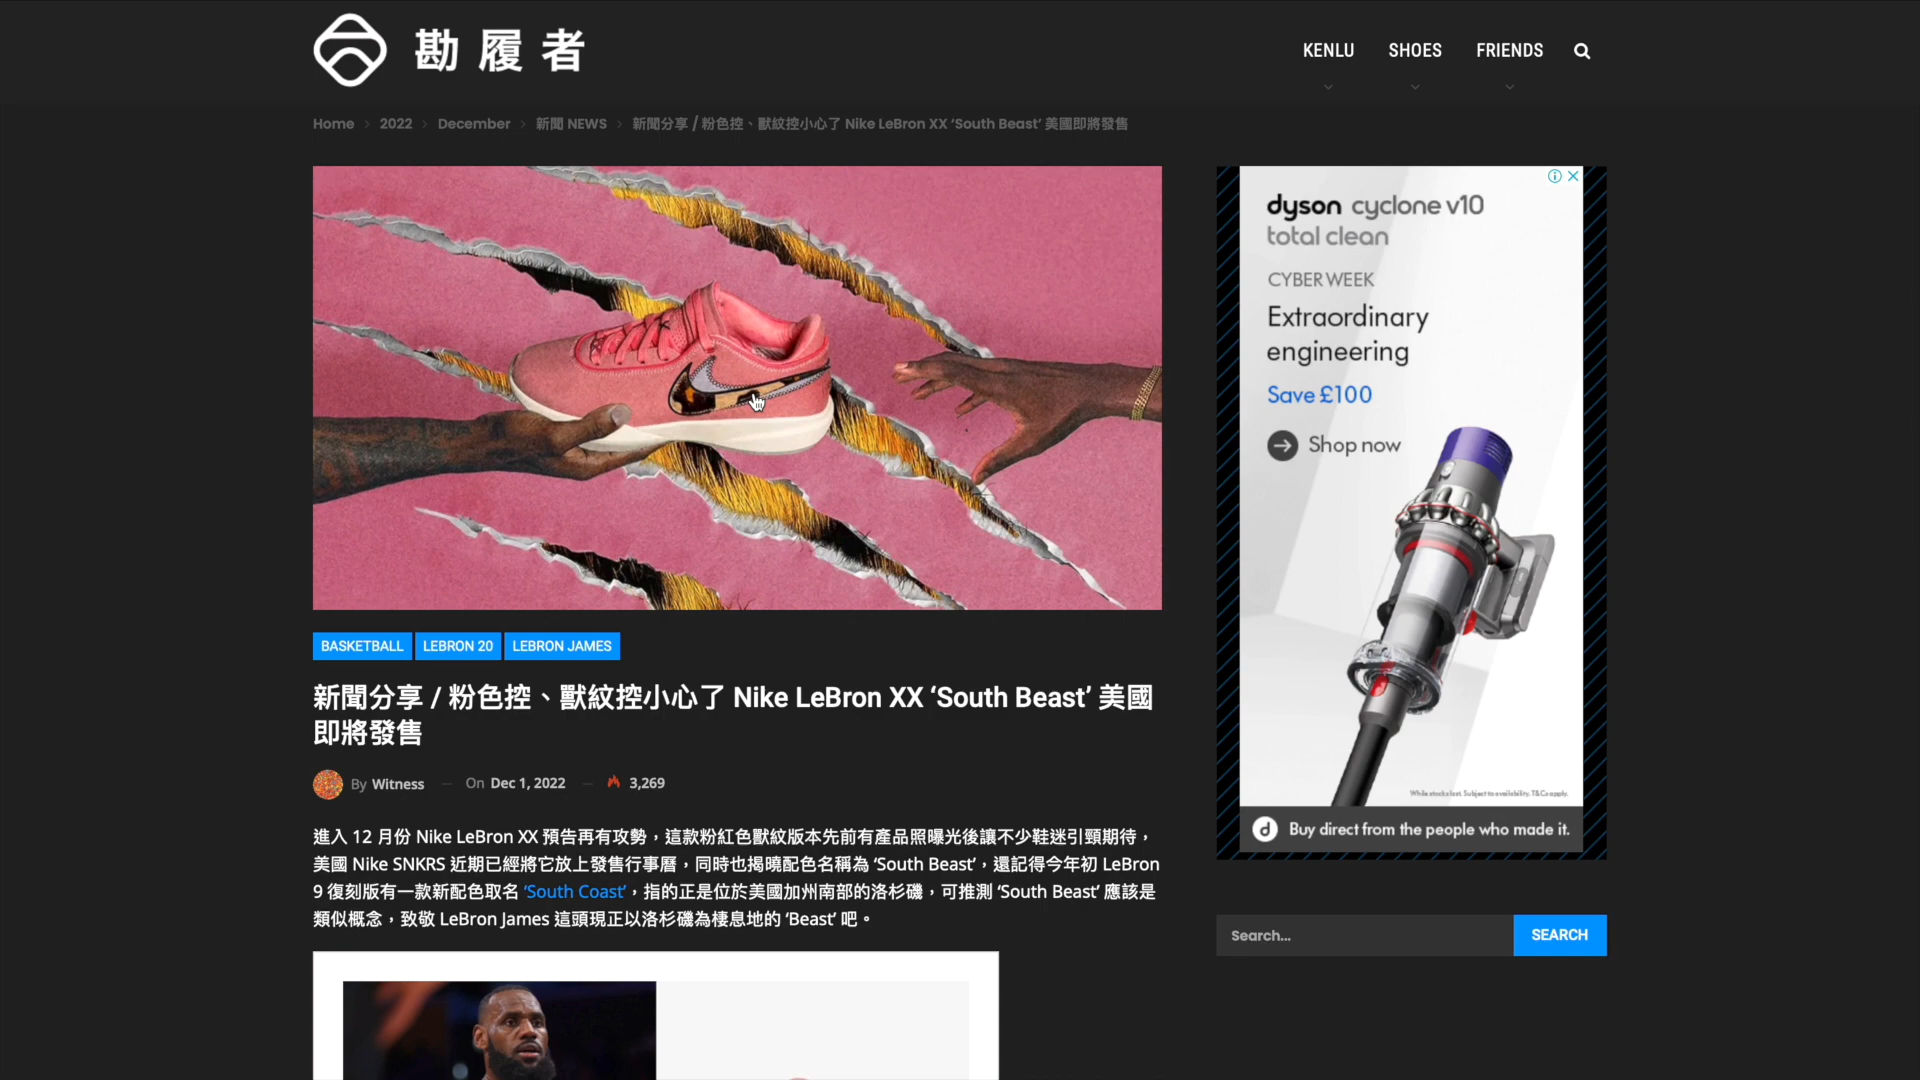 勘履者
KENLU SHOES FRIENDS
Home > 2022 > December > 新聞 NEWS > 新聞分享 / 粉色控、獸紋控小心了 Nike LeBron XX ‘South Beast’ 美國即將發售
BASKETBALL LEBRON 20 LEBRON JAMES
新聞分享 / 粉色控、獸紋控小心了 Nike LeBron XX ‘South Beast’ 美國
即將發售
By Witness — On Dec 1, 2022 — 3,269
進入 12 月份 Nike LeBron XX 預告再有攻勢，這款粉紅色獸紋版本先前有產品照曝光後讓不少鞋迷引頸期待，
美國 Nike SNKRS 近期已經將它放上發售行事曆，同時也揭曉配色名稱為 ‘South Beast’，還記得今年初 LeBron
9 復刻版有一款新配色取名 ‘South Coast’，指的正是位於美國加州南部的洛杉磯，可推測 ‘South Beast’ 應該是
類似概念，致敬 LeBron James 這頭現正以洛杉磯為棲息地的 ‘Beast’ 吧。
dyson cyclone v10
total clean
CYBER WEEK
Extraordinary
engineering
Save £100
Shop now
While stocks last. Subject to availability. T&Cs apply.
Buy direct from the people who made it.
Search...
SEARCH